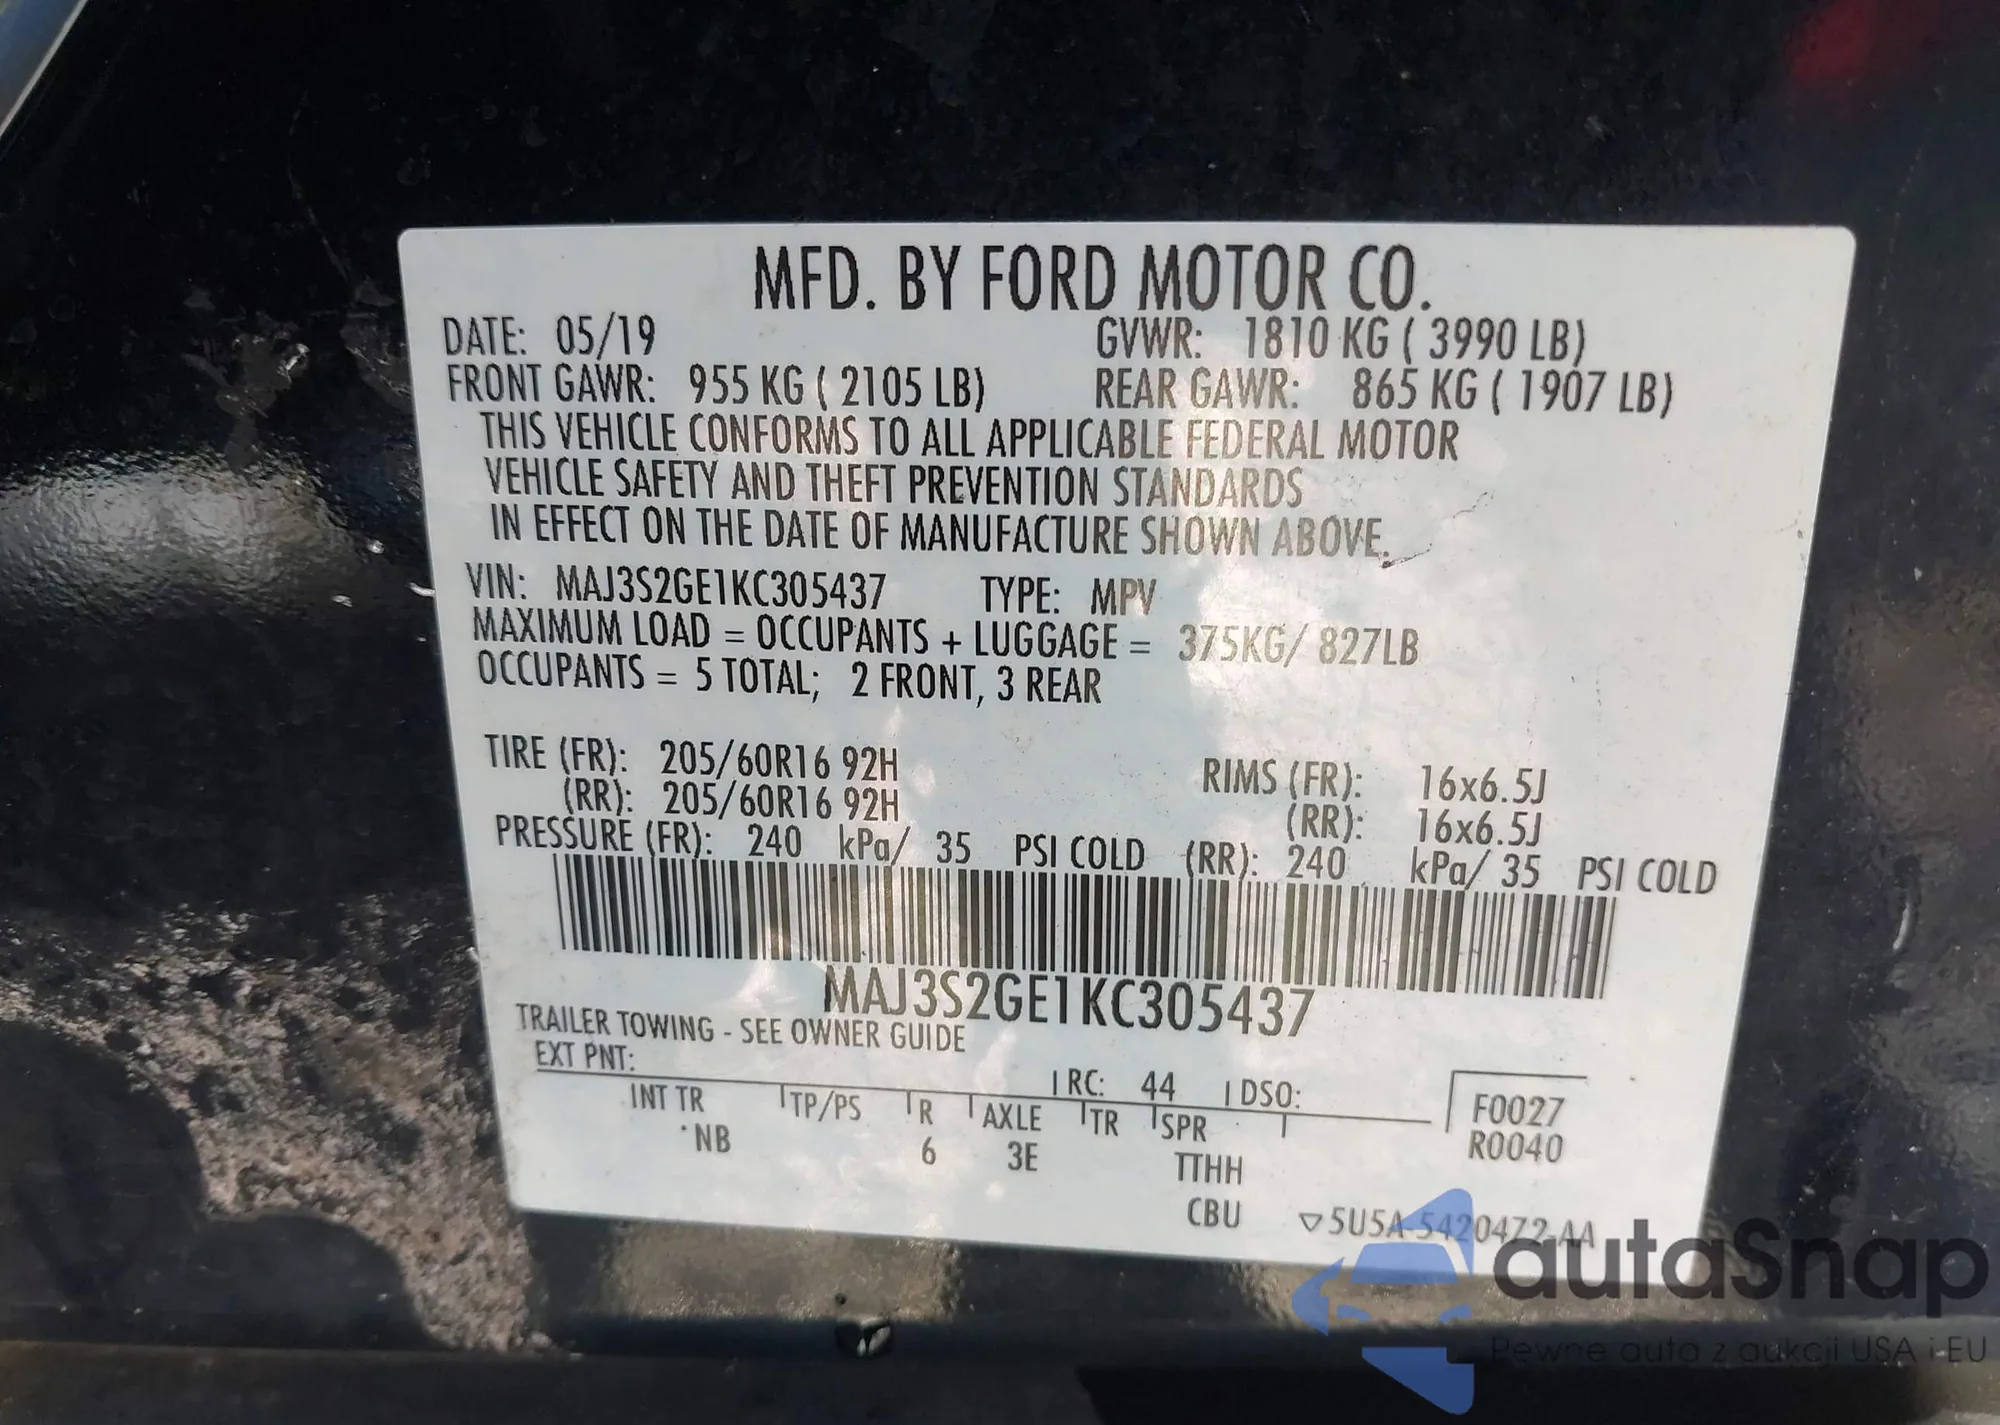 MFD. BY FORD MOTOR CO.
DATE: 05/19 GVWR: 1810 KG ( 3990 LB)
FRONT GAWR: 955 KG ( 2105 LB) REAR GAWR: 865 KG ( 1907 LB)
THIS VEHICLE CONFORMS TO ALL APPLICABLE FEDERAL MOTOR
VEHICLE SAFETY AND THEFT PREVENTION STANDARDS
IN EFFECT ON THE DATE OF MANUFACTURE SHOWN ABOVE.
VIN: MAJ3S2GE1KC305437 TYPE: MPV
MAXIMUM LOAD = OCCUPANTS + LUGGAGE = 375KG/ 827LB
OCCUPANTS = 5 TOTAL; 2 FRONT, 3 REAR
TIRE (FR): 205/60R16 92H RIMS (FR): 16x6.5J
(RR): 205/60R16 92H (RR): 16x6.5J
PRESSURE (FR): 240 kPa/ 35 PSI COLD (RR): 240 kPa/ 35 PSI COLD
MAJ3S2GE1KC305437
TRAILER TOWING - SEE OWNER GUIDE
EXT PNT: RC: 44 DSO:
INT TR TP/PS R AXLE TR SPR F0027
NB 6 3E TTHH R0040
CBU ▽5U5A-5420472-AA
autaSnap
Pewne auta z aukcji USA i EU